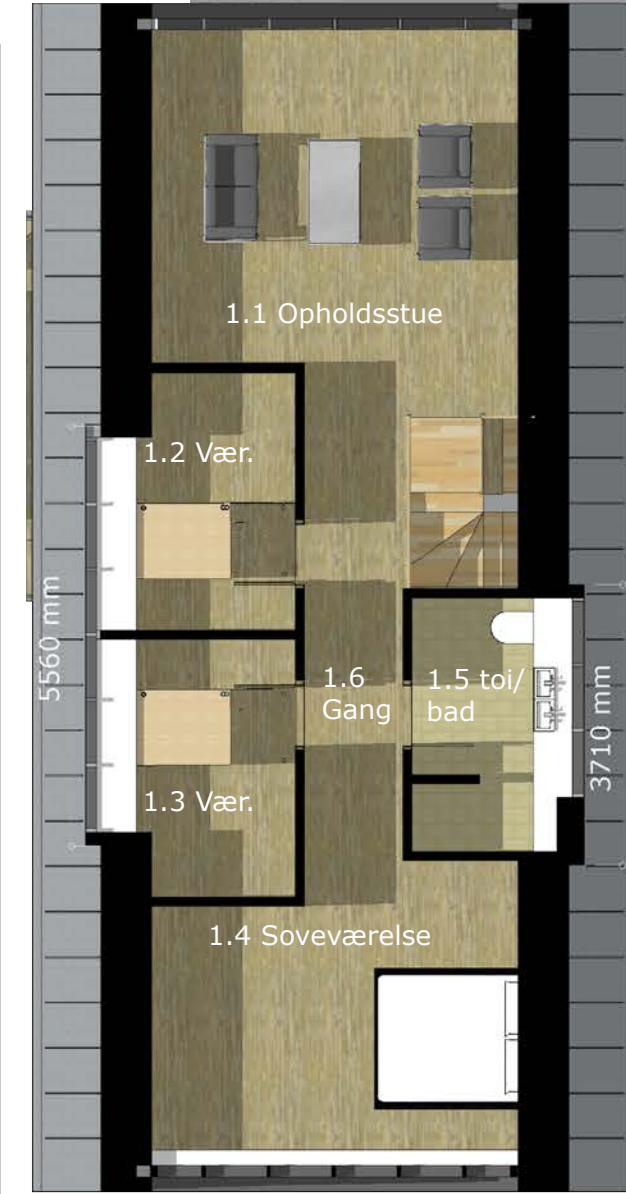 1.1 Opholdsstue
1.2 Vær.
5560 mm
1.6
Gang
1.5 toi/
bad
3710 mm
1.3 Vær.
1.4 Soveværelse